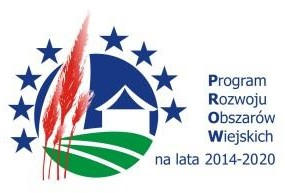 Program
Rozwoju
Obszarów
Wiejskich
na lata 2014-2020